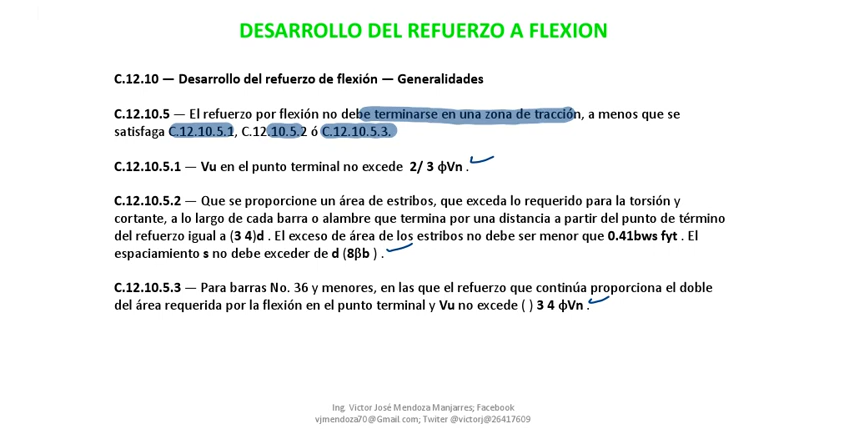 DESARROLLO DEL REFUERZO A FLEXION
C.12.10 — Desarrollo del refuerzo de flexión — Generalidades
C.12.10.5 — El refuerzo por flexión no debe terminarse en una zona de tracción, a menos que se
satisfaga C.12.10.5.1, C.12.10.5.2 ó C.12.10.5.3.
C.12.10.5.1 — Vu en el punto terminal no excede 2/ 3 ϕVn .
C.12.10.5.2 — Que se proporcione un área de estribos, que exceda lo requerido para la torsión y
cortante, a lo largo de cada barra o alambre que termina por una distancia a partir del punto de término
del refuerzo igual a (3 4)d . El exceso de área de los estribos no debe ser menor que 0.41bws fyt . El
espaciamiento s no debe exceder de d (8βb ) .
C.12.10.5.3 — Para barras No. 36 y menores, en las que el refuerzo que continúa proporciona el doble
del área requerida por la flexión en el punto terminal y Vu no excede ( ) 3 4 ϕVn .
Ing. Victor José Mendoza Manjarres; Facebook
vjmendoza70@Gmail.com; Twiter @victorj@26417609